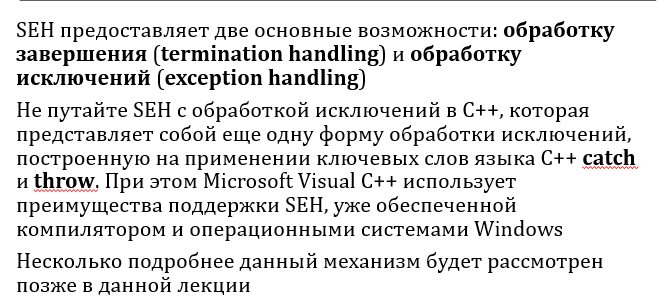 SEH предоставляет две основные возможности: обработку
завершения (termination handling) и обработку
исключений (exception handling)
Не путайте SEH с обработкой исключений в C++, которая
представляет собой еще одну форму обработки исключений,
построенную на применении ключевых слов языка C++ catch
и throw. При этом Microsoft Visual C++ использует
преимущества поддержки SEH, уже обеспеченной
компилятором и операционными системами Windows
Несколько подробнее данный механизм будет рассмотрен
позже в данной лекции